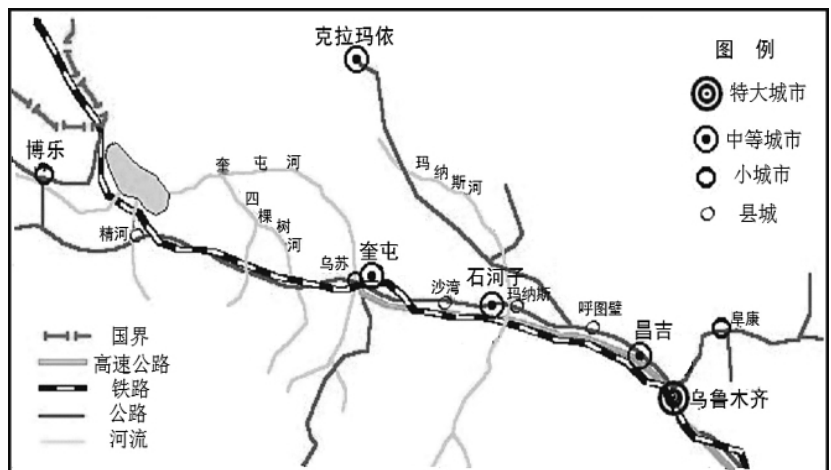 克拉玛依
图 例
特大城市
中等城市
小城市
县城
博乐
奎屯河
玛纳斯河
四棵树河
精河
乌苏
奎屯
沙湾
石河子
玛纳斯
呼图壁
昌吉
阜康
乌鲁木齐
国界
高速公路
铁路
公路
河流